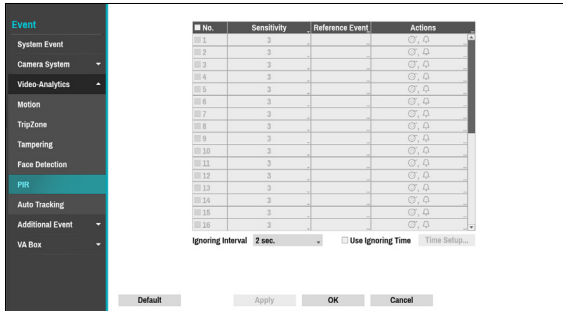 Event
System Event
Camera System
Video-Analytics
Motion
TripZone
Tampering
Face Detection
PIR
Auto Tracking
Additional Event
VA Box
No. Sensitivity Reference Event Actions
1 3
2 3
3 3
4 3
5 3
6 3
7 3
8 3
9 3
10 3
11 3
12 3
13 3
14 3
15 3
16 3
Ignoring Interval 2 sec. Use Ignoring Time Time Setup...
Default Apply OK Cancel